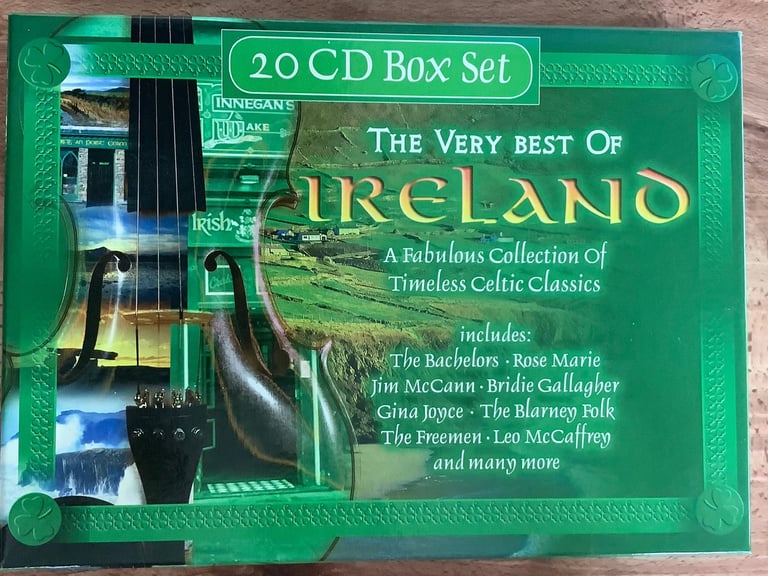 20 CD Box Set
INNEGAN'S
AKE
The Very Best Of
Ireland
Irish
A Fabulous Collection Of
Timeless Celtic Classics
includes:
The Bachelors · Rose Marie
Jim McCann · Bridie Gallagher
Gina Joyce · The Blarney Folk
The Freemen · Leo McCaffrey
and many more